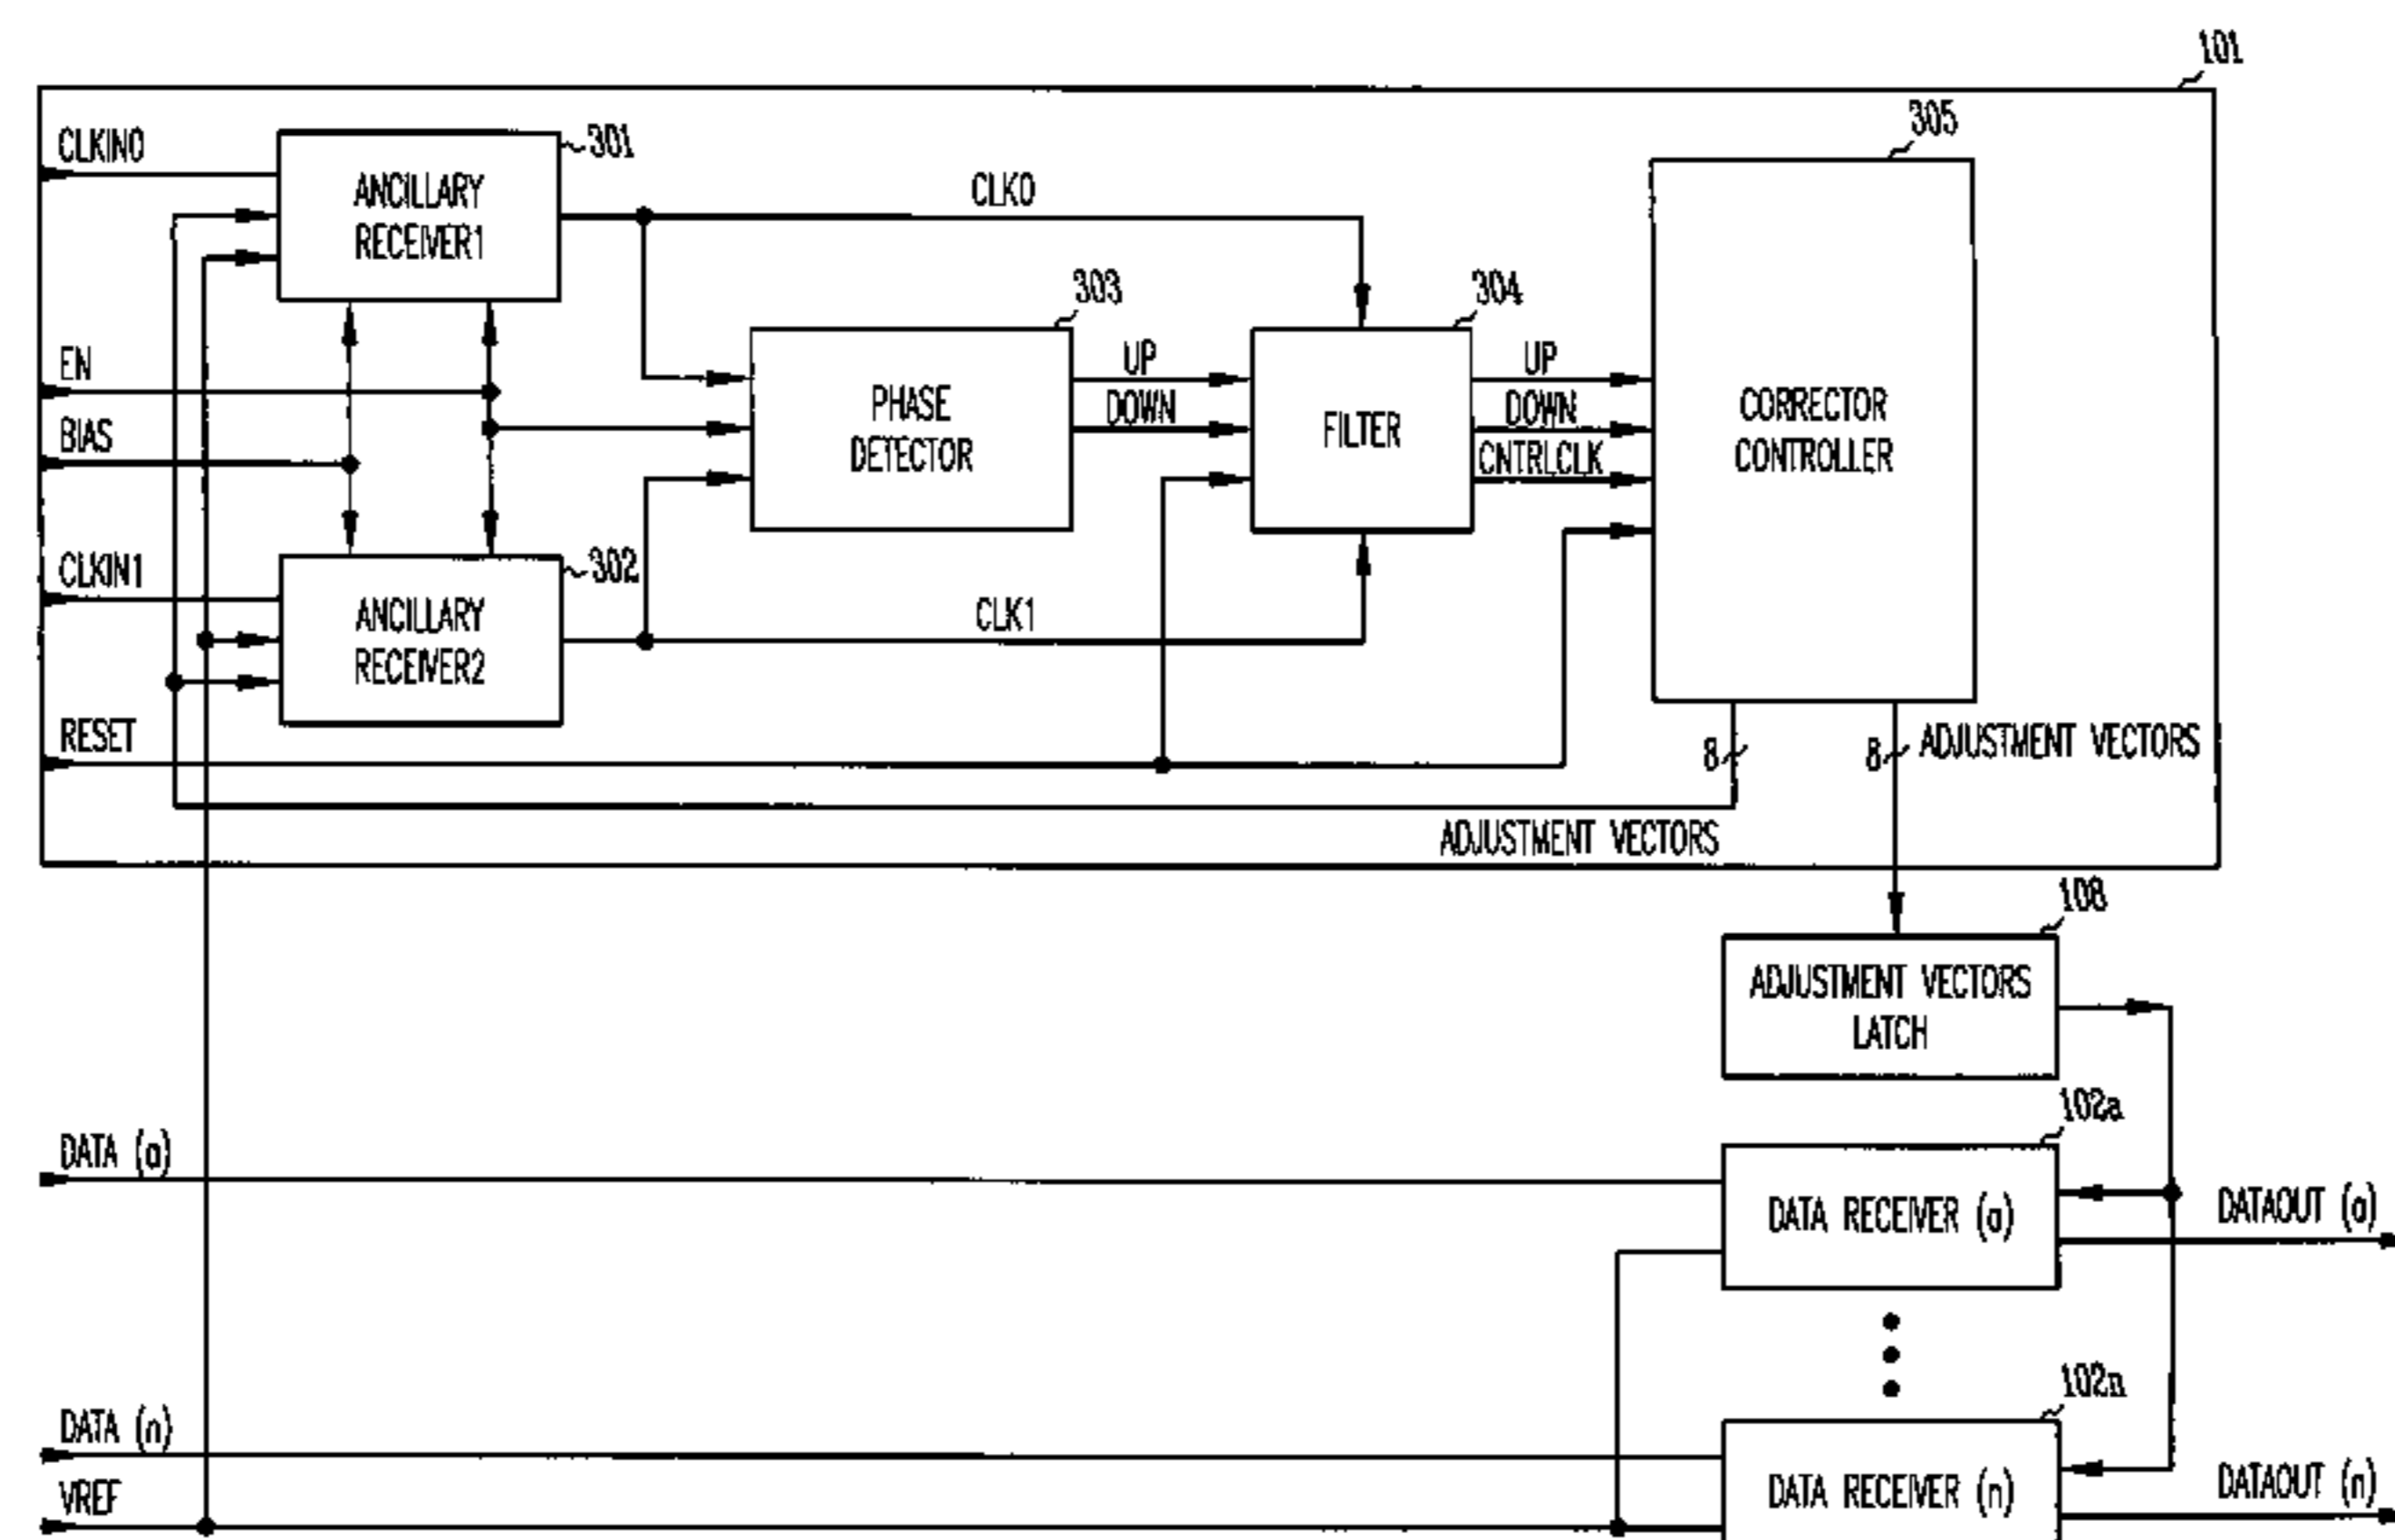 101
CLKIN0
301
305
ANCILLARY
RECEIVER1
CLK0
303
304
EN
UP
UP
PHASE
DETECTOR
DOWN
FILTER
DOWN
CORRECTOR
CONTROLLER
BIAS
CNTRLCLK
CLKIN1
302
ANCILLARY
RECEIVER2
CLK1
RESET
8
8
ADJUSTMENT VECTORS
ADJUSTMENT VECTORS
108
ADJUSTMENT VECTORS
LATCH
102a
DATA (a)
DATA RECEIVER (a)
DATAOUT (a)
102n
DATA (n)
DATA RECEIVER (n)
DATAOUT (n)
VREF